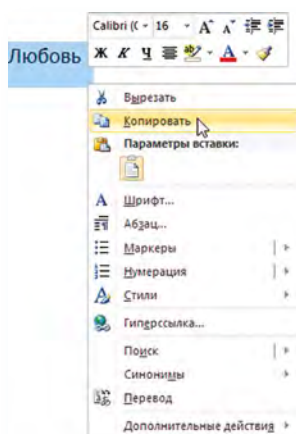 Calibri (С 16
Любовь Ж К Ч
Вырезать
Копировать
Параметры вставки:
Шрифт...
Абзац...
Маркеры
Нумерация
Стили
Гиперссылка...
Поиск
Синонимы
Перевод
Дополнительные действия